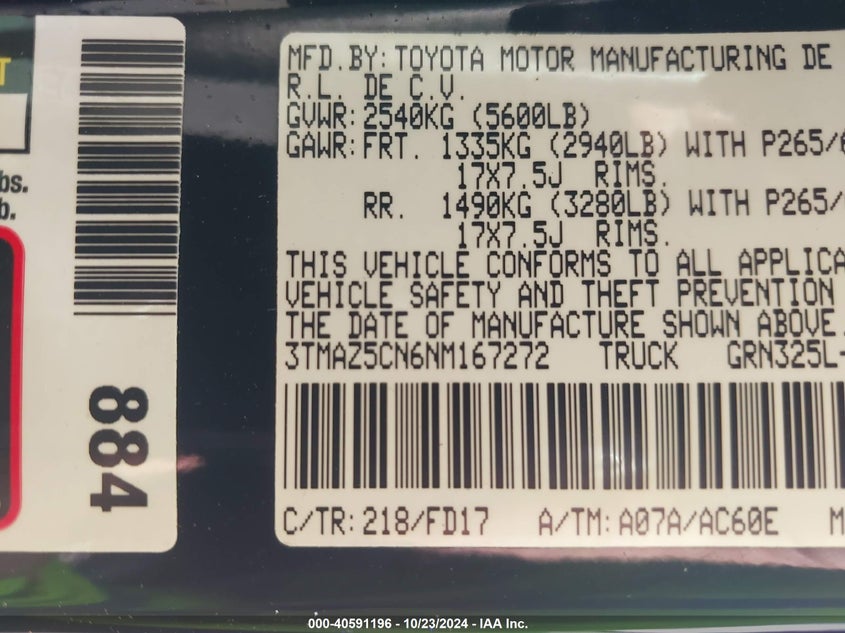 T
bs.
b.
884
MFD.BY:TOYOTA MOTOR MANUFACTURING DE
R.L. DE C.V.
GVWR:2540KG (5600LB)
GAWR:FRT. 1335KG (2940LB) WITH P265/
17X7.5J RIMS.
RR. 1490KG (3280LB) WITH P265/
17X7.5J RIMS.
THIS VEHICLE CONFORMS TO ALL APPLICA
VEHICLE SAFETY AND THEFT PREVENTION
THE DATE OF MANUFACTURE SHOWN ABOVE.
3TMAZ5CN6NM167272 TRUCK GRN325L-
C/TR:218/FD17 A/TM:A07A/AC60E M
000-40591196 - 10/23/2024 - IAA Inc.